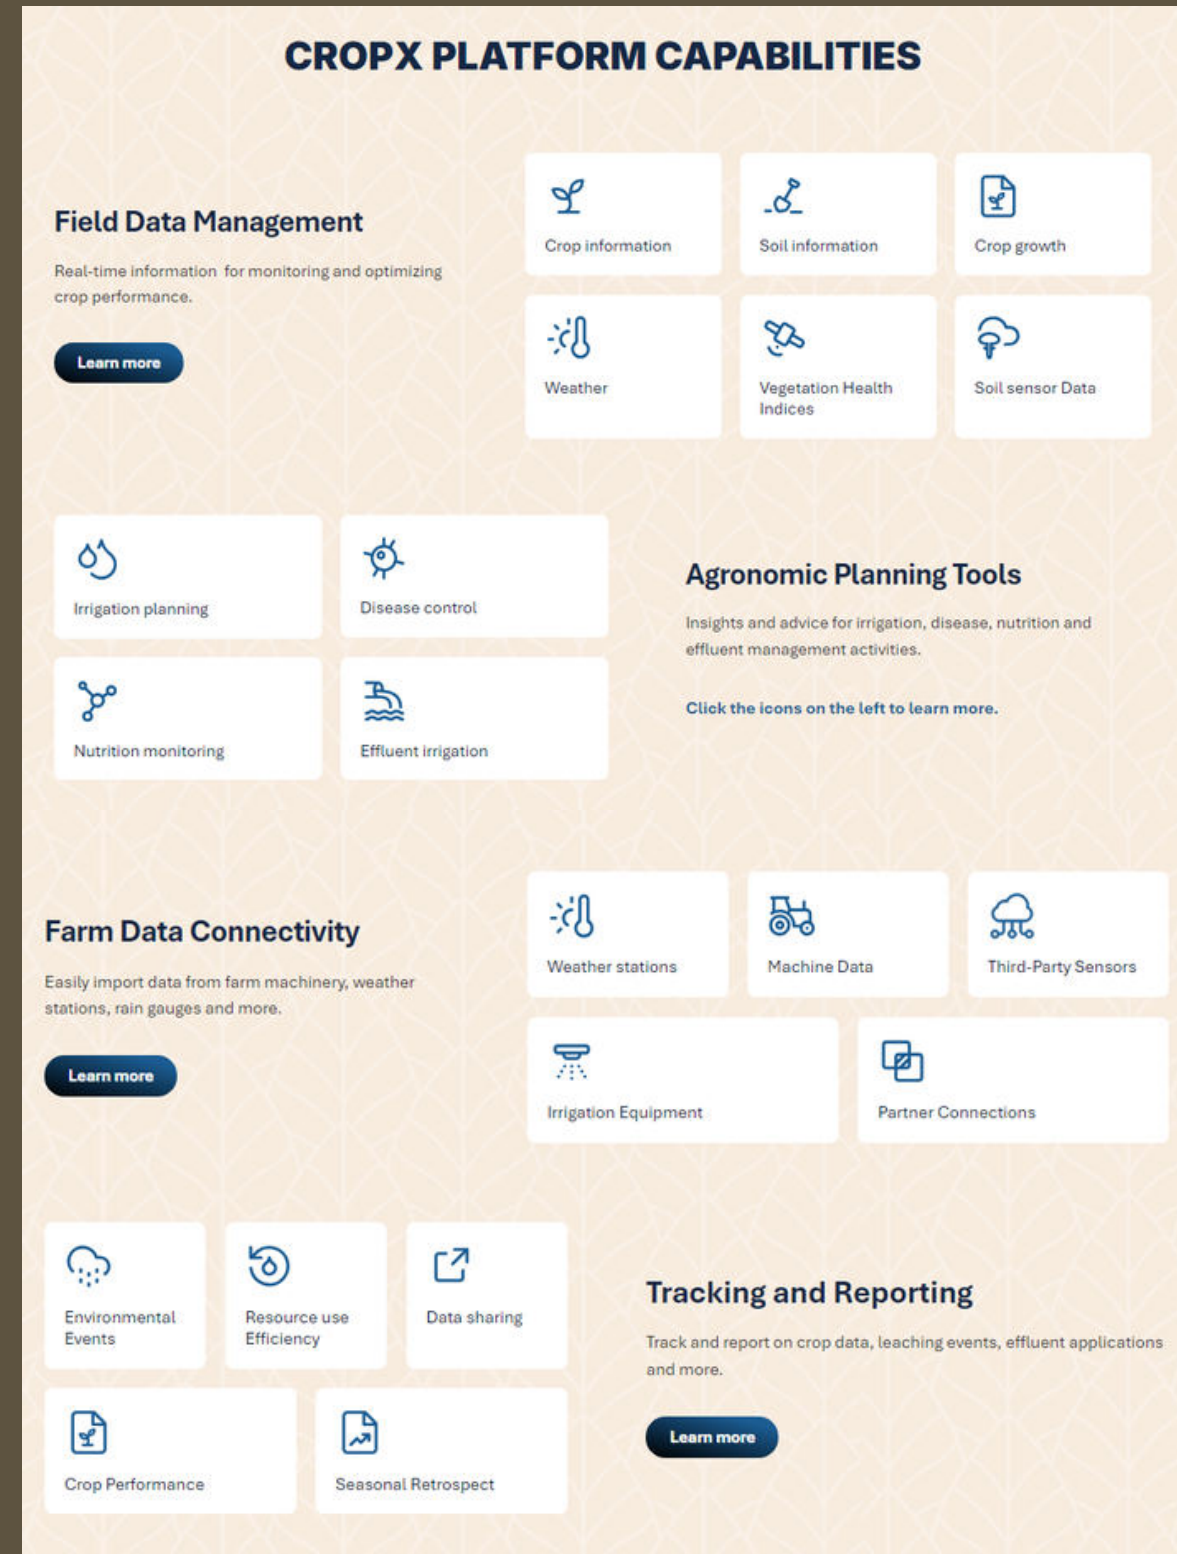 CROPX PLATFORM CAPABILITIES
Field Data Management
Real-time information for monitoring and optimizing
crop performance.
Learn more
Crop information
Soil information
Crop growth
Weather
Vegetation Health
Indices
Soil sensor Data
Irrigation planning
Disease control
Nutrition monitoring
Effluent irrigation
Agronomic Planning Tools
Insights and advice for irrigation, disease, nutrition and
effluent management activities.
Click the icons on the left to learn more.
Farm Data Connectivity
Easily import data from farm machinery, weather
stations, rain gauges and more.
Learn more
Weather stations
Machine Data
Third-Party Sensors
Irrigation Equipment
Partner Connections
Environmental
Events
Resource use
Efficiency
Data sharing
Crop Performance
Seasonal Retrospect
Tracking and Reporting
Track and report on crop data, leaching events, effluent applications
and more.
Learn more